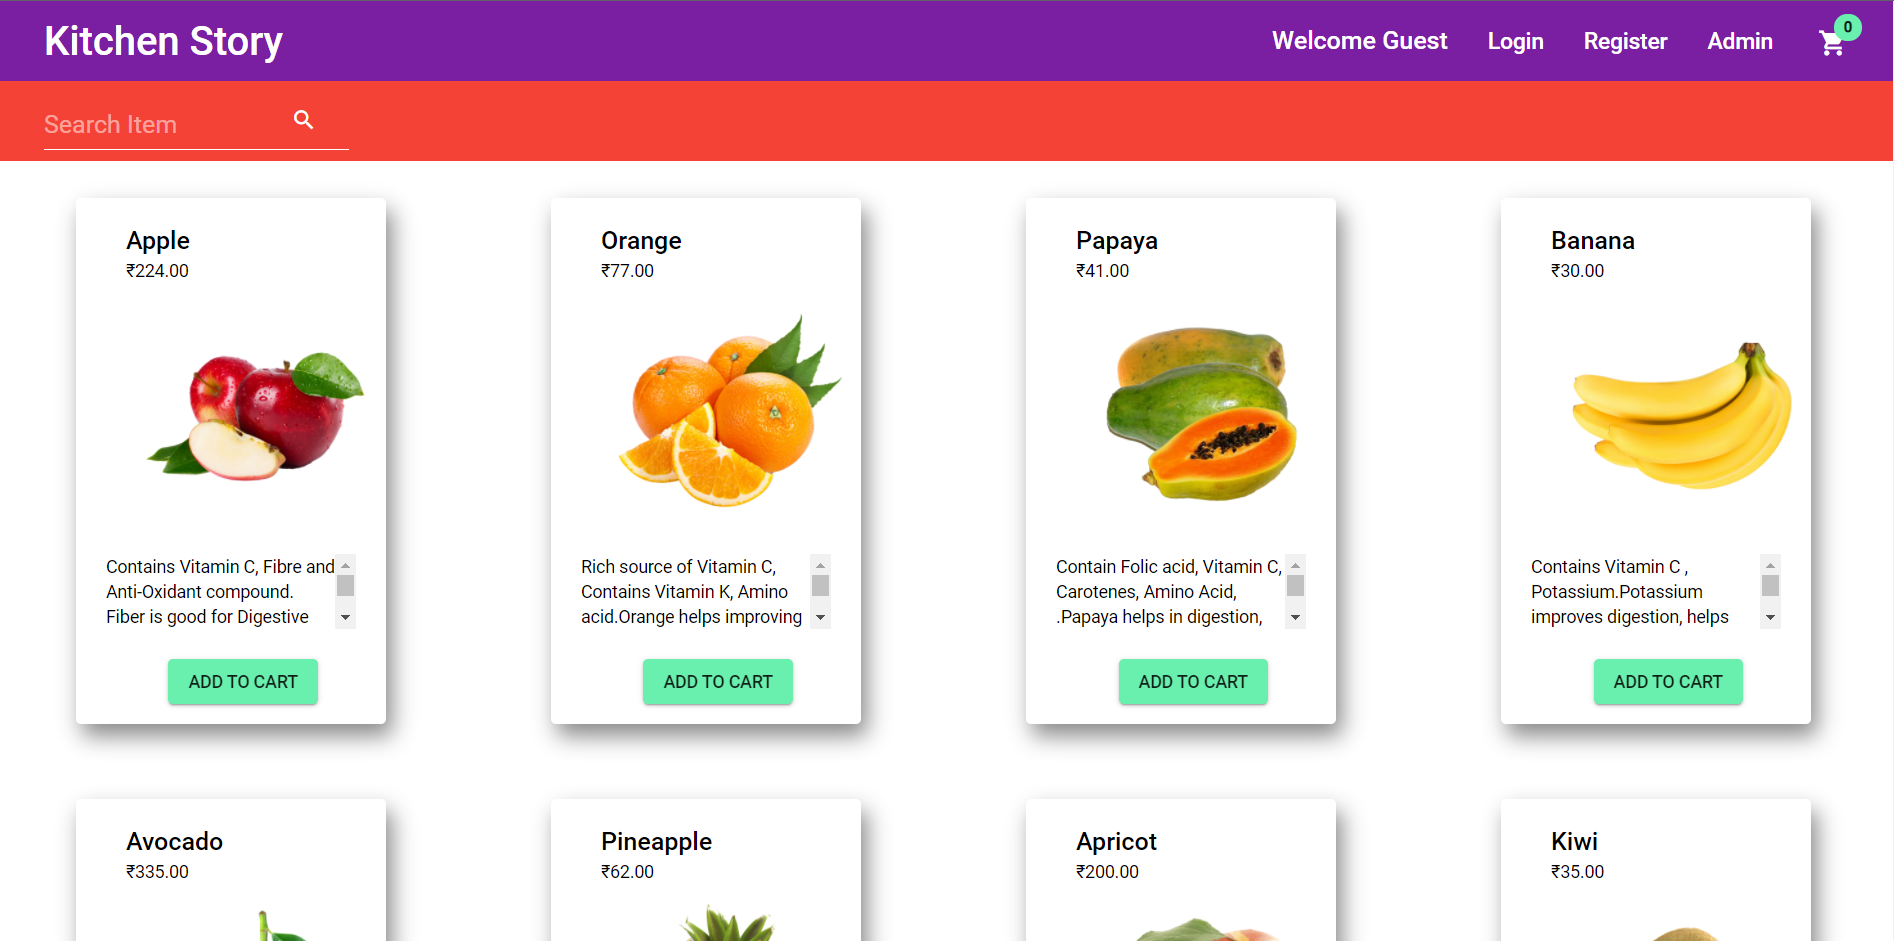 Kitchen Story
Welcome Guest Login Register Admin 0
Search Item
Apple
₹224.00
Contains Vitamin C, Fibre and
Anti-Oxidant compound.
Fiber is good for Digestive
ADD TO CART
Orange
₹77.00
Rich source of Vitamin C,
Contains Vitamin K, Amino
acid.Orange helps improving
ADD TO CART
Papaya
₹41.00
Contain Folic acid, Vitamin C,
Carotenes, Amino Acid,
.Papaya helps in digestion,
ADD TO CART
Banana
₹30.00
Contains Vitamin C ,
Potassium.Potassium
improves digestion, helps
ADD TO CART
Avocado
₹335.00
Pineapple
₹62.00
Apricot
₹200.00
Kiwi
₹35.00